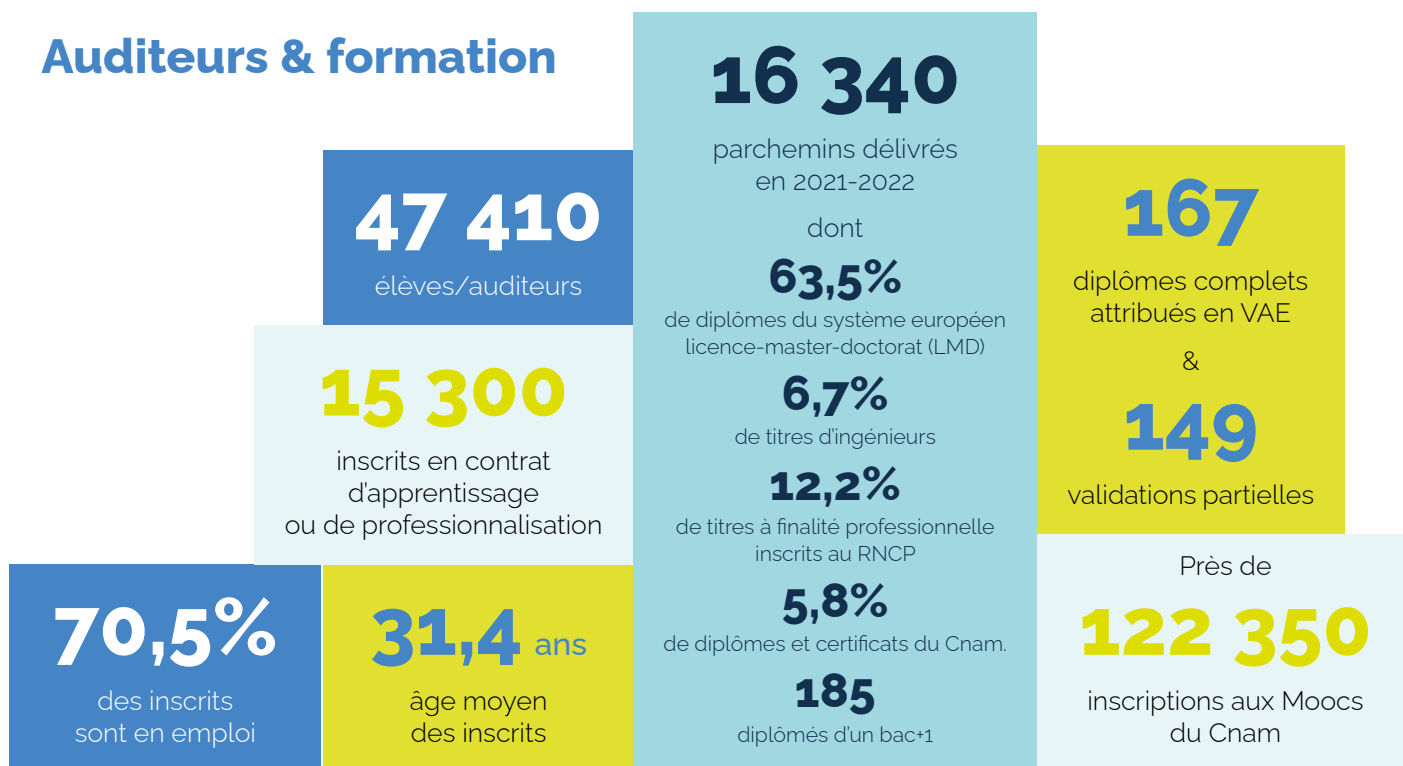 Auditeurs & formation
47 410
élèves/auditeurs
15 300
inscrits en contrat
d'apprentissage
ou de professionnalisation
70,5%
des inscrits
sont en emploi
31,4 ans
âge moyen
des inscrits
16 340
parchemins délivrés
en 2021-2022
dont
63,5%
de diplômes du système européen
licence-master-doctorat (LMD)
6,7%
de titres d'ingénieurs
12,2%
de titres à finalité professionnelle
inscrits au RNCP
5,8%
de diplômes et certificats du Cnam.
185
diplômés d'un bac+1
167
diplômes complets
attribués en VAE
&
149
validations partielles
Près de
122 350
inscriptions aux Moocs
du Cnam